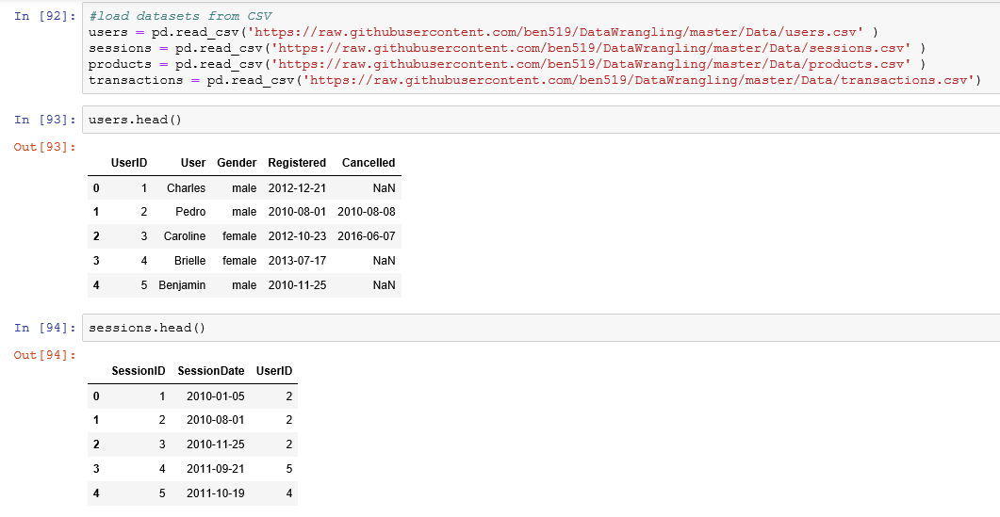 In [92]: #load datasets from CSV
users = pd.read_csv('https://raw.githubusercontent.com/ben519/DataWrangling/master/Data/users.csv' )
sessions = pd.read_csv('https://raw.githubusercontent.com/ben519/DataWrangling/master/Data/sessions.csv' )
products = pd.read_csv('https://raw.githubusercontent.com/ben519/DataWrangling/master/Data/products.csv' )
transactions = pd.read_csv('https://raw.githubusercontent.com/ben519/DataWrangling/master/Data/transactions.csv')
In [93]: users.head()
Out[93]:
UserID User Gender Registered Cancelled
0 1 Charles male 2012-12-21 NaN
1 2 Pedro male 2010-08-01 2010-08-08
2 3 Caroline female 2012-10-23 2016-06-07
3 4 Brielle female 2013-07-17 NaN
4 5 Benjamin male 2010-11-25 NaN
In [94]: sessions.head()
Out[94]:
SessionID SessionDate UserID
0 1 2010-01-05 2
1 2 2010-08-01 2
2 3 2010-11-25 2
3 4 2011-09-21 5
4 5 2011-10-19 4